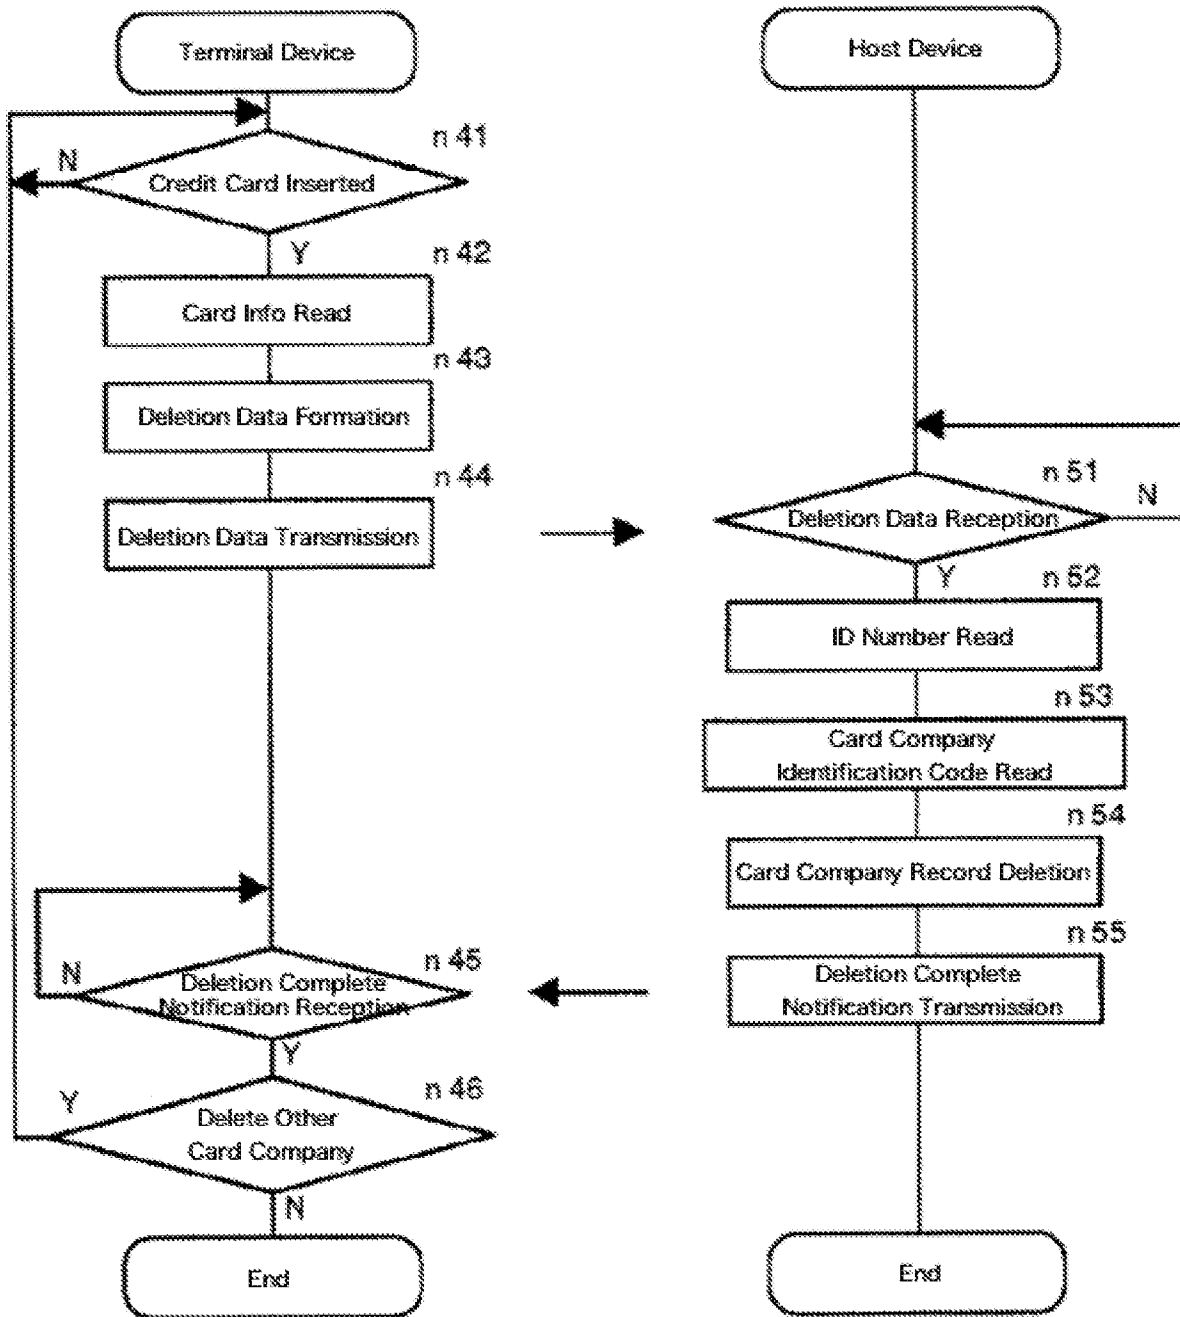 Terminal Device
n 41
N
Credit Card Inserted
Y
n 42
Card Info Read
n 43
Deletion Data Formation
n 44
Deletion Data Transmission
n 45
N
Deletion Complete
Notification Reception
Y
n 46
Y
Delete Other
Card Company
N
End
Host Device
n 51
N
Deletion Data Reception
Y
n 52
ID Number Read
n 53
Card Company
Identification Code Read
n 54
Card Company Record Deletion
n 55
Deletion Complete
Notification Transmission
End